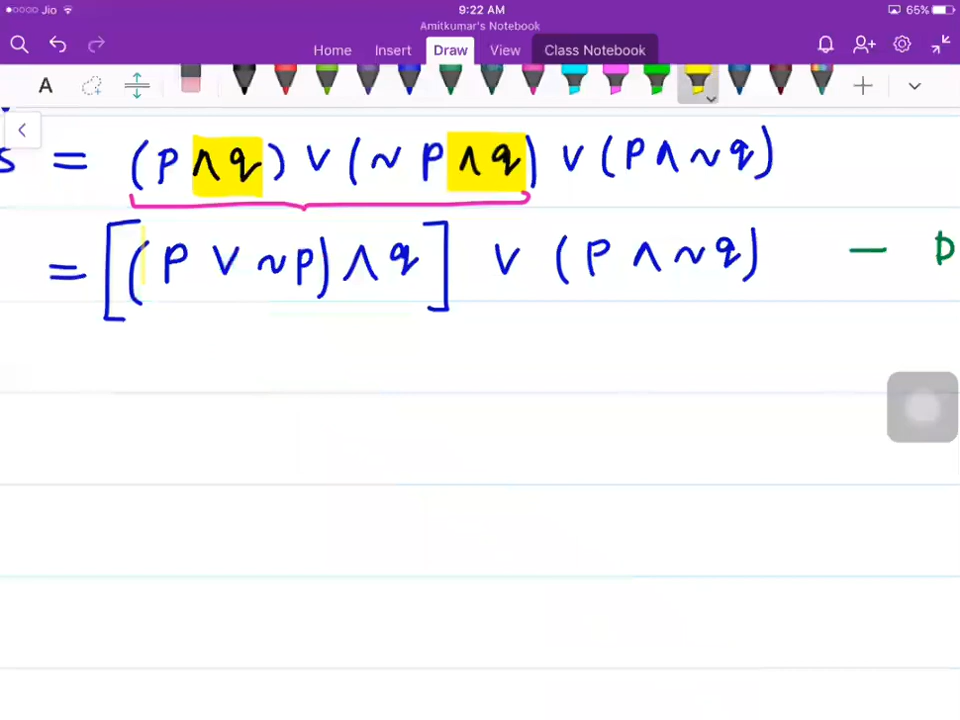 Jio 9:22 AM 65%
Amitkumar's Notebook
Home Insert Draw View Class Notebook
A
s = (p ∧ q) ∨ (~ p ∧ q) ∨ (p ∧ ~ q)
= [(p ∨ ~p) ∧ q] ∨ (p ∧ ~q) — D